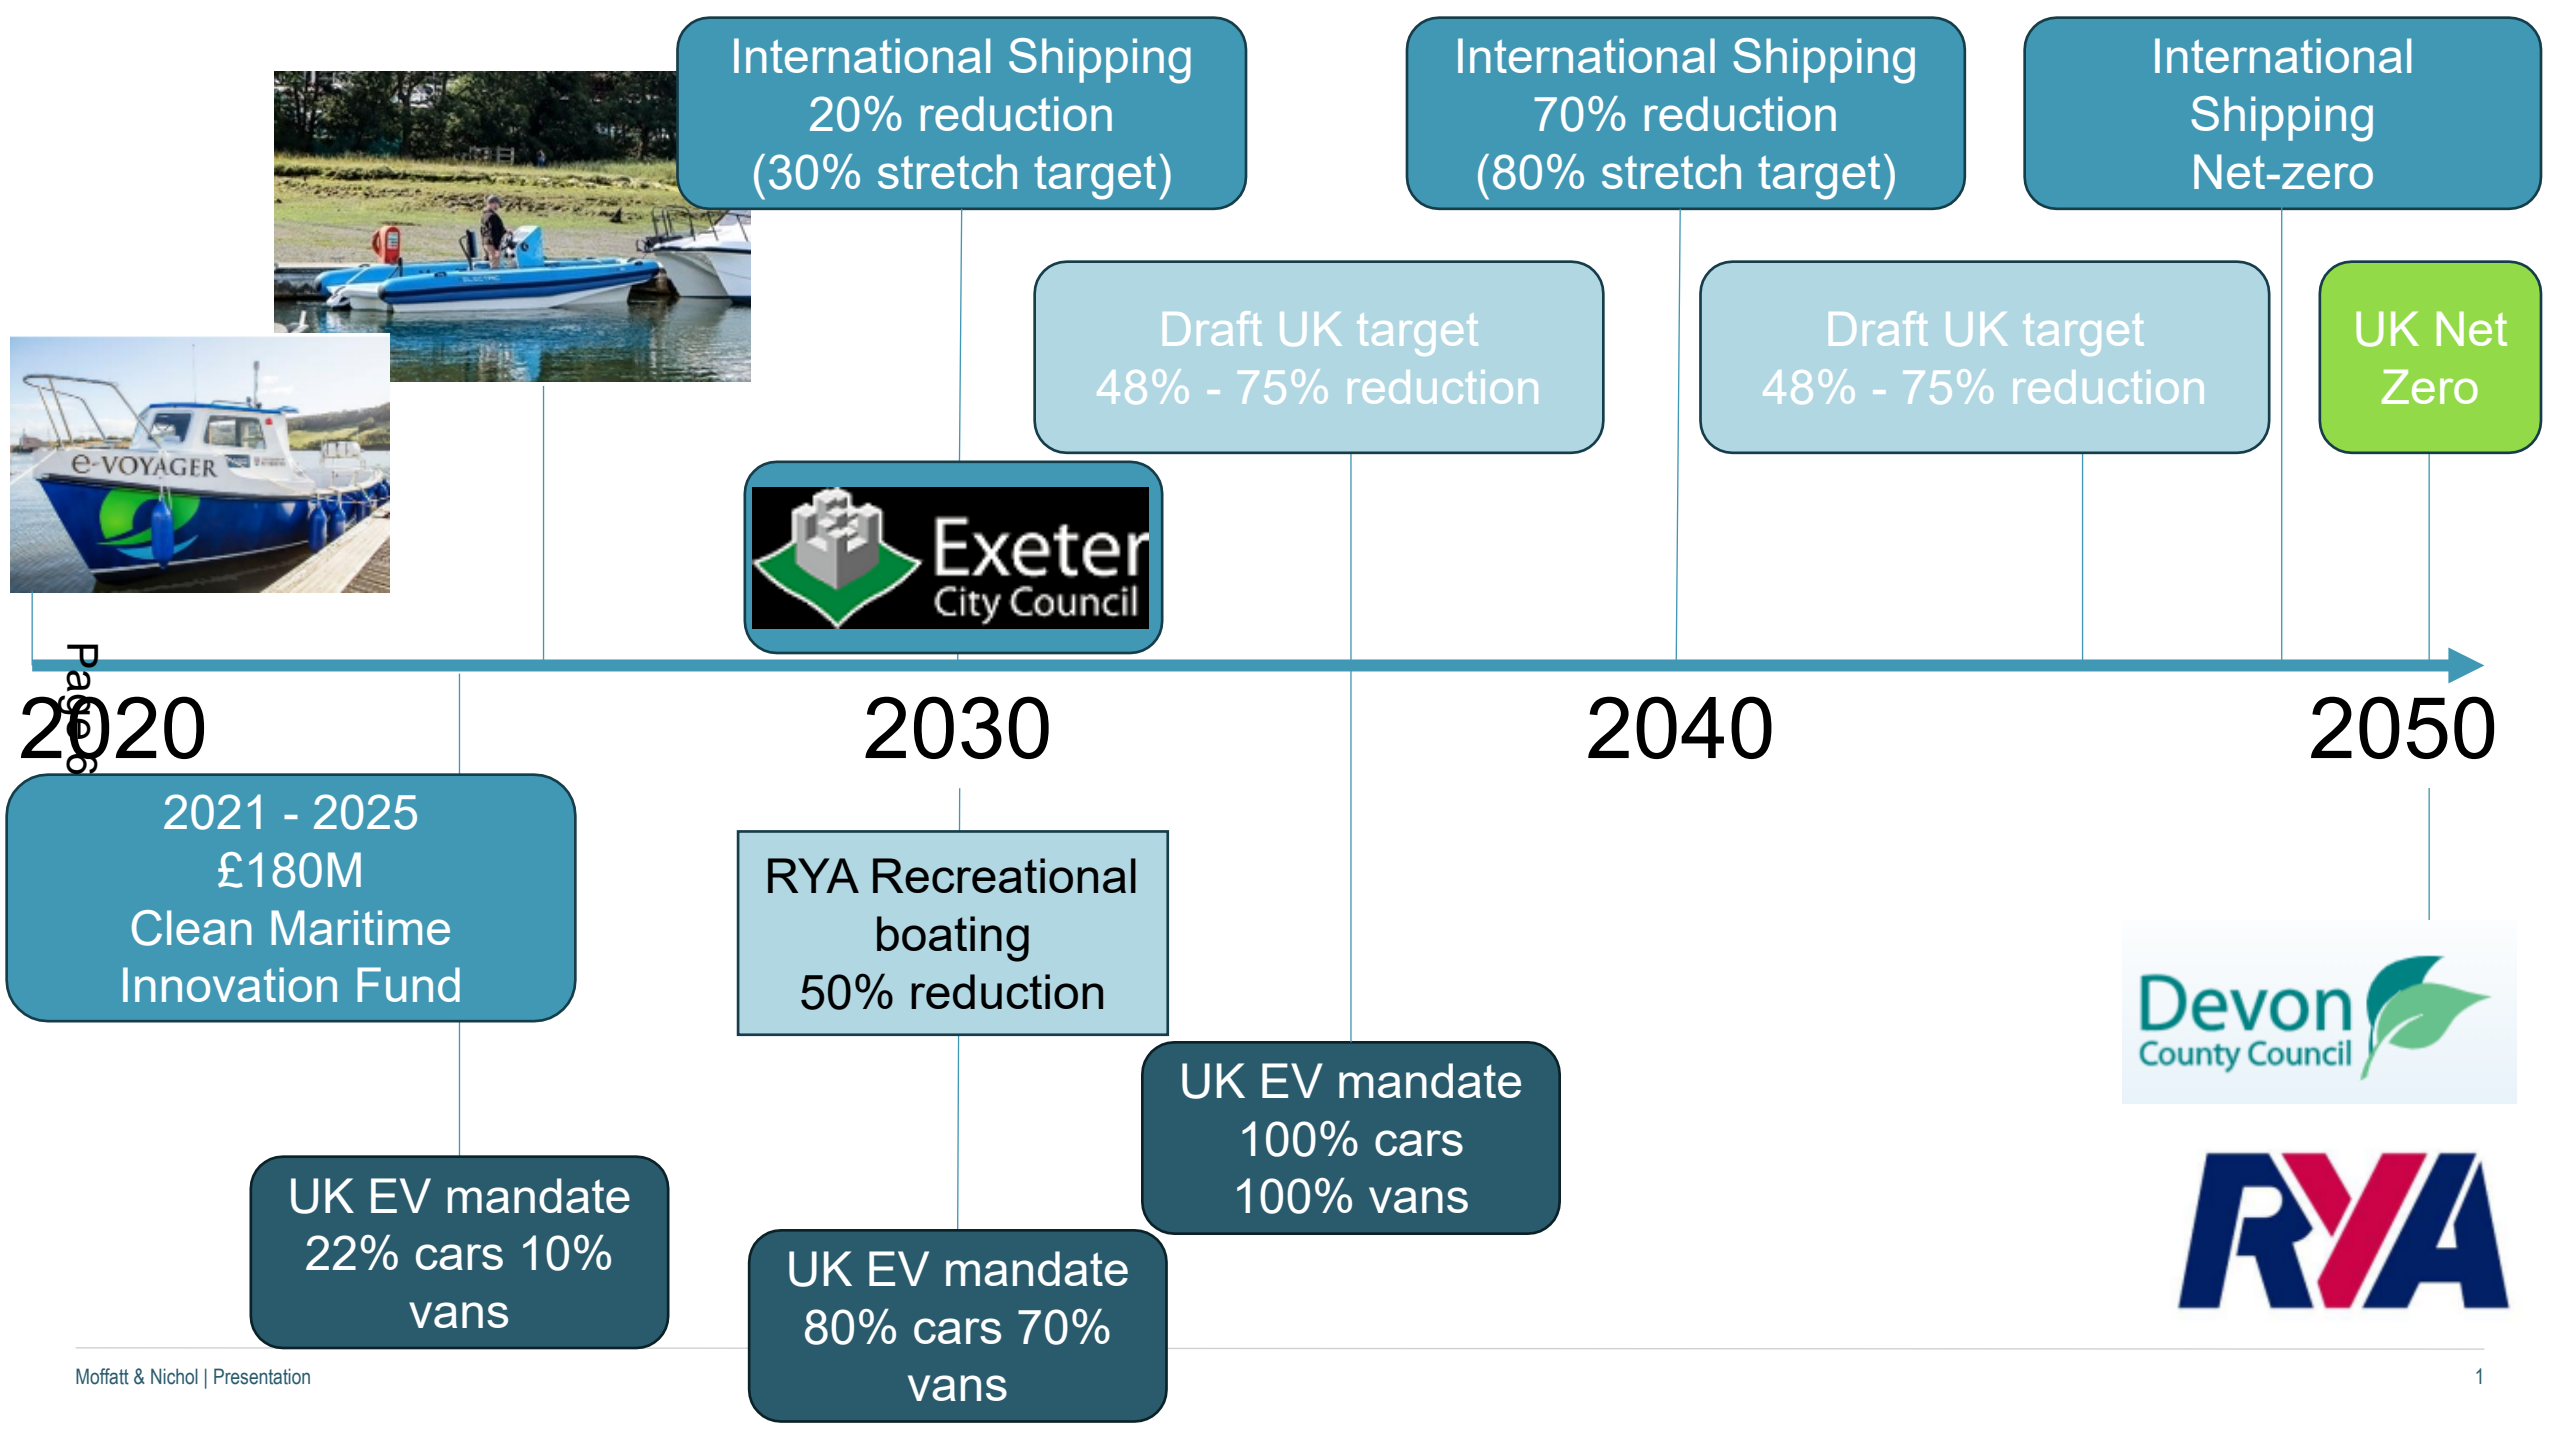 International Shipping
20% reduction
(30% stretch target)
International Shipping
70% reduction
(80% stretch target)
International
Shipping
Net-zero
ELECTRIC
Draft UK target
48% - 75% reduction
Draft UK target
48% - 75% reduction
UK Net
Zero
e-VOYAGER
Exeter
City Council
Page 6
2020
2030
2040
2050
2021 - 2025
£180M
Clean Maritime
Innovation Fund
RYA Recreational
boating
50% reduction
Devon
County Council
UK EV mandate
100% cars
100% vans
RYA
UK EV mandate
22% cars 10%
vans
UK EV mandate
80% cars 70%
vans
Moffatt & Nichol | Presentation
1